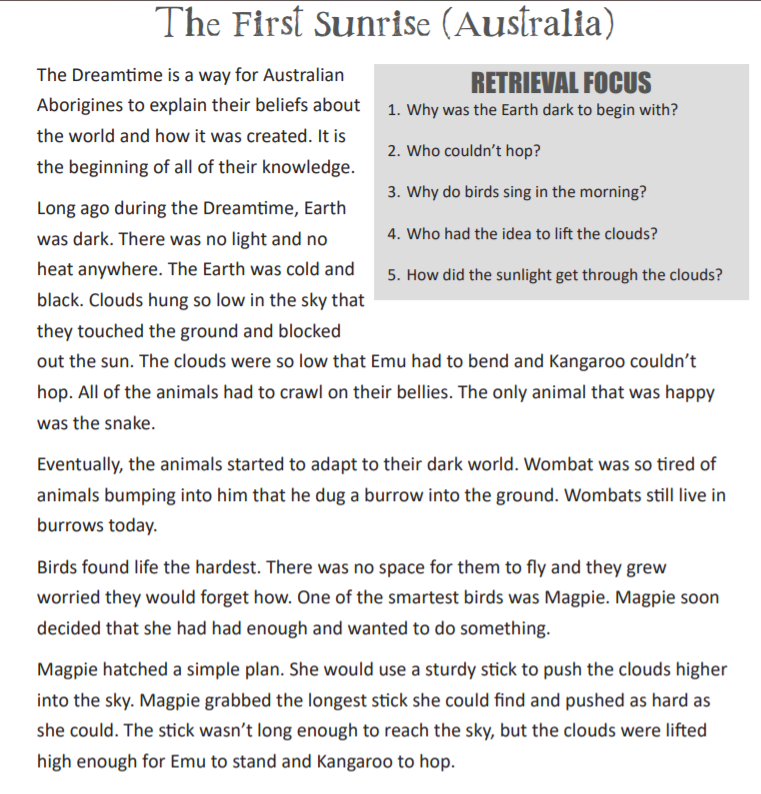 The First Sunrise (Australia)
The Dreamtime is a way for Australian
Aborigines to explain their beliefs about
the world and how it was created. It is
the beginning of all of their knowledge.
Long ago during the Dreamtime, Earth
was dark. There was no light and no
heat anywhere. The Earth was cold and
black. Clouds hung so low in the sky that
they touched the ground and blocked
out the sun. The clouds were so low that Emu had to bend and Kangaroo couldn’t
hop. All of the animals had to crawl on their bellies. The only animal that was happy
was the snake.
Eventually, the animals started to adapt to their dark world. Wombat was so tired of
animals bumping into him that he dug a burrow into the ground. Wombats still live in
burrows today.
Birds found life the hardest. There was no space for them to fly and they grew
worried they would forget how. One of the smartest birds was Magpie. Magpie soon
decided that she had had enough and wanted to do something.
Magpie hatched a simple plan. She would use a sturdy stick to push the clouds higher
into the sky. Magpie grabbed the longest stick she could find and pushed as hard as
she could. The stick wasn’t long enough to reach the sky, but the clouds were lifted
high enough for Emu to stand and Kangaroo to hop.
RETRIEVAL FOCUS
1. Why was the Earth dark to begin with?
2. Who couldn’t hop?
3. Why do birds sing in the morning?
4. Who had the idea to lift the clouds?
5. How did the sunlight get through the clouds?